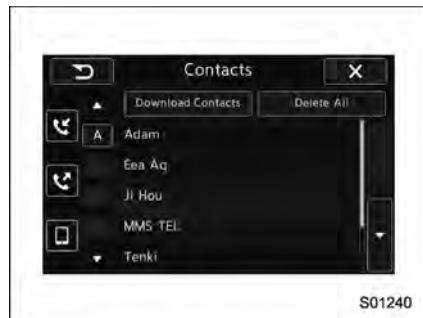 Contacts
Download Contacts Delete All
A Adam
Eea Aq
Ji Hou
MMS TEL
Tenki
S01240